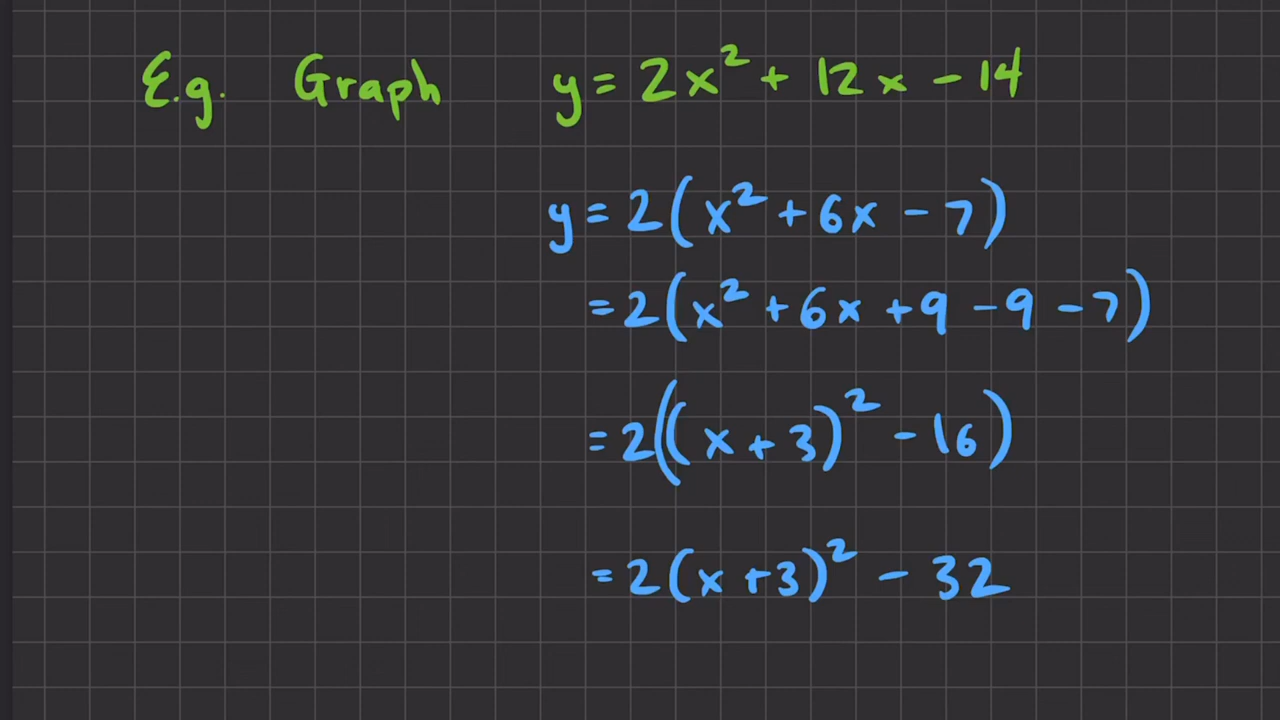 E.g. Graph y = 2x² + 12x - 14
y = 2(x² + 6x - 7)
= 2(x² + 6x + 9 - 9 - 7)
= 2((x + 3)² - 16)
= 2(x + 3)² - 32